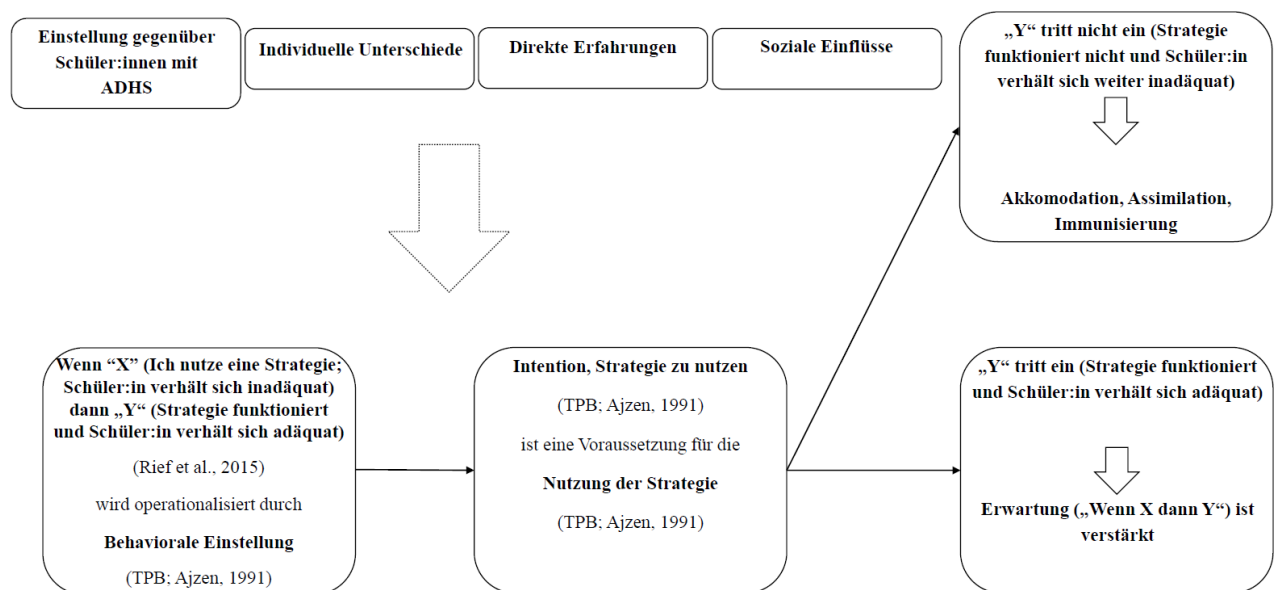 Einstellung gegenüber
Schüler:innen mit
ADHS
Individuelle Unterschiede
Direkte Erfahrungen
Soziale Einflüsse
„Y“ tritt nicht ein (Strategie
funktioniert nicht und Schüler:in
verhält sich weiter inadäquat)
Akkomodation, Assimilation,
Immunisierung
Wenn “X” (Ich nutze eine Strategie;
Schüler:in verhält sich inadäquat)
dann „Y“ (Strategie funktioniert
und Schüler:in verhält sich adäquat)
(Rief et al., 2015)
wird operationalisiert durch
Behaviorale Einstellung
(TPB; Ajzen, 1991)
Intention, Strategie zu nutzen
(TPB; Ajzen, 1991)
ist eine Voraussetzung für die
Nutzung der Strategie
(TPB; Ajzen, 1991)
„Y“ tritt ein (Strategie funktioniert
und Schüler:in verhält sich adäquat)
Erwartung („Wenn X dann Y“) ist
verstärkt